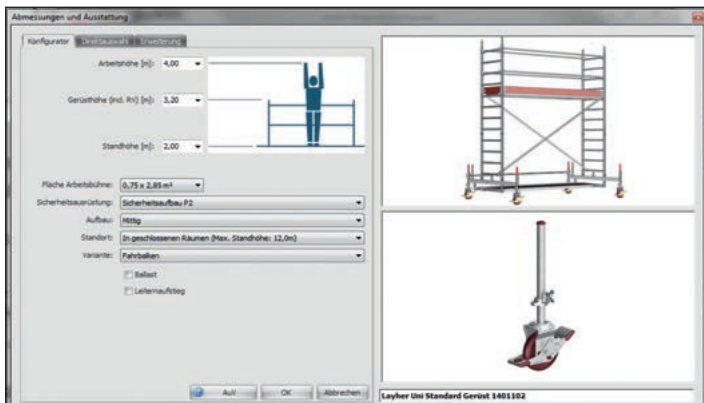 Abmessungen und Ausstattung
Konfigurator Direktauswahl Erweiterung
Arbeitshöhe [m]: 4,00
Gerüsthöhe (incl. RV) [m]: 3,20
Standhöhe [m]: 2,00
Fläche Arbeitsbühne: 0,75 x 2,85 m²
Sicherheitsausrüstung: Sicherheitsaufbau P2
Aufbau: Mittig
Standort: In geschlossenen Räumen (Max. Standhöhe: 12,0m)
Variante: Fahrbalken
Ballast
Leiternaufstieg
AuV OK Abbrechen
Layher Uni Standard Gerüst 1401102